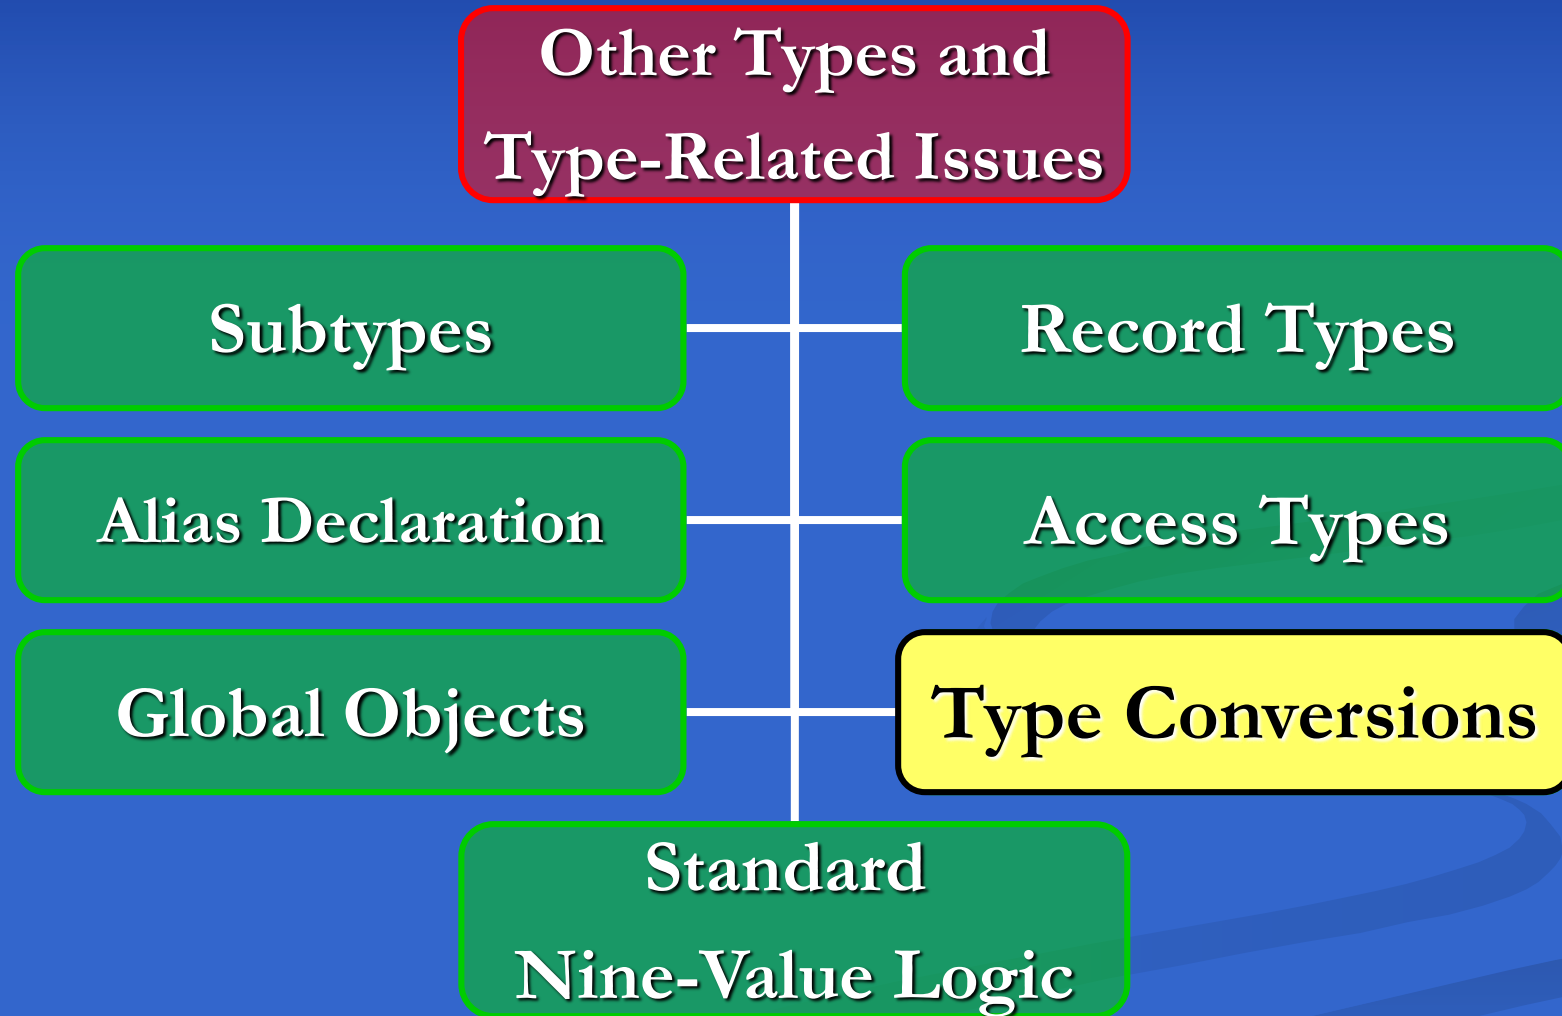 Other Types and
Type-Related Issues
Subtypes
Record Types
Alias Declaration
Access Types
Global Objects
Type Conversions
Standard
Nine-Value Logic